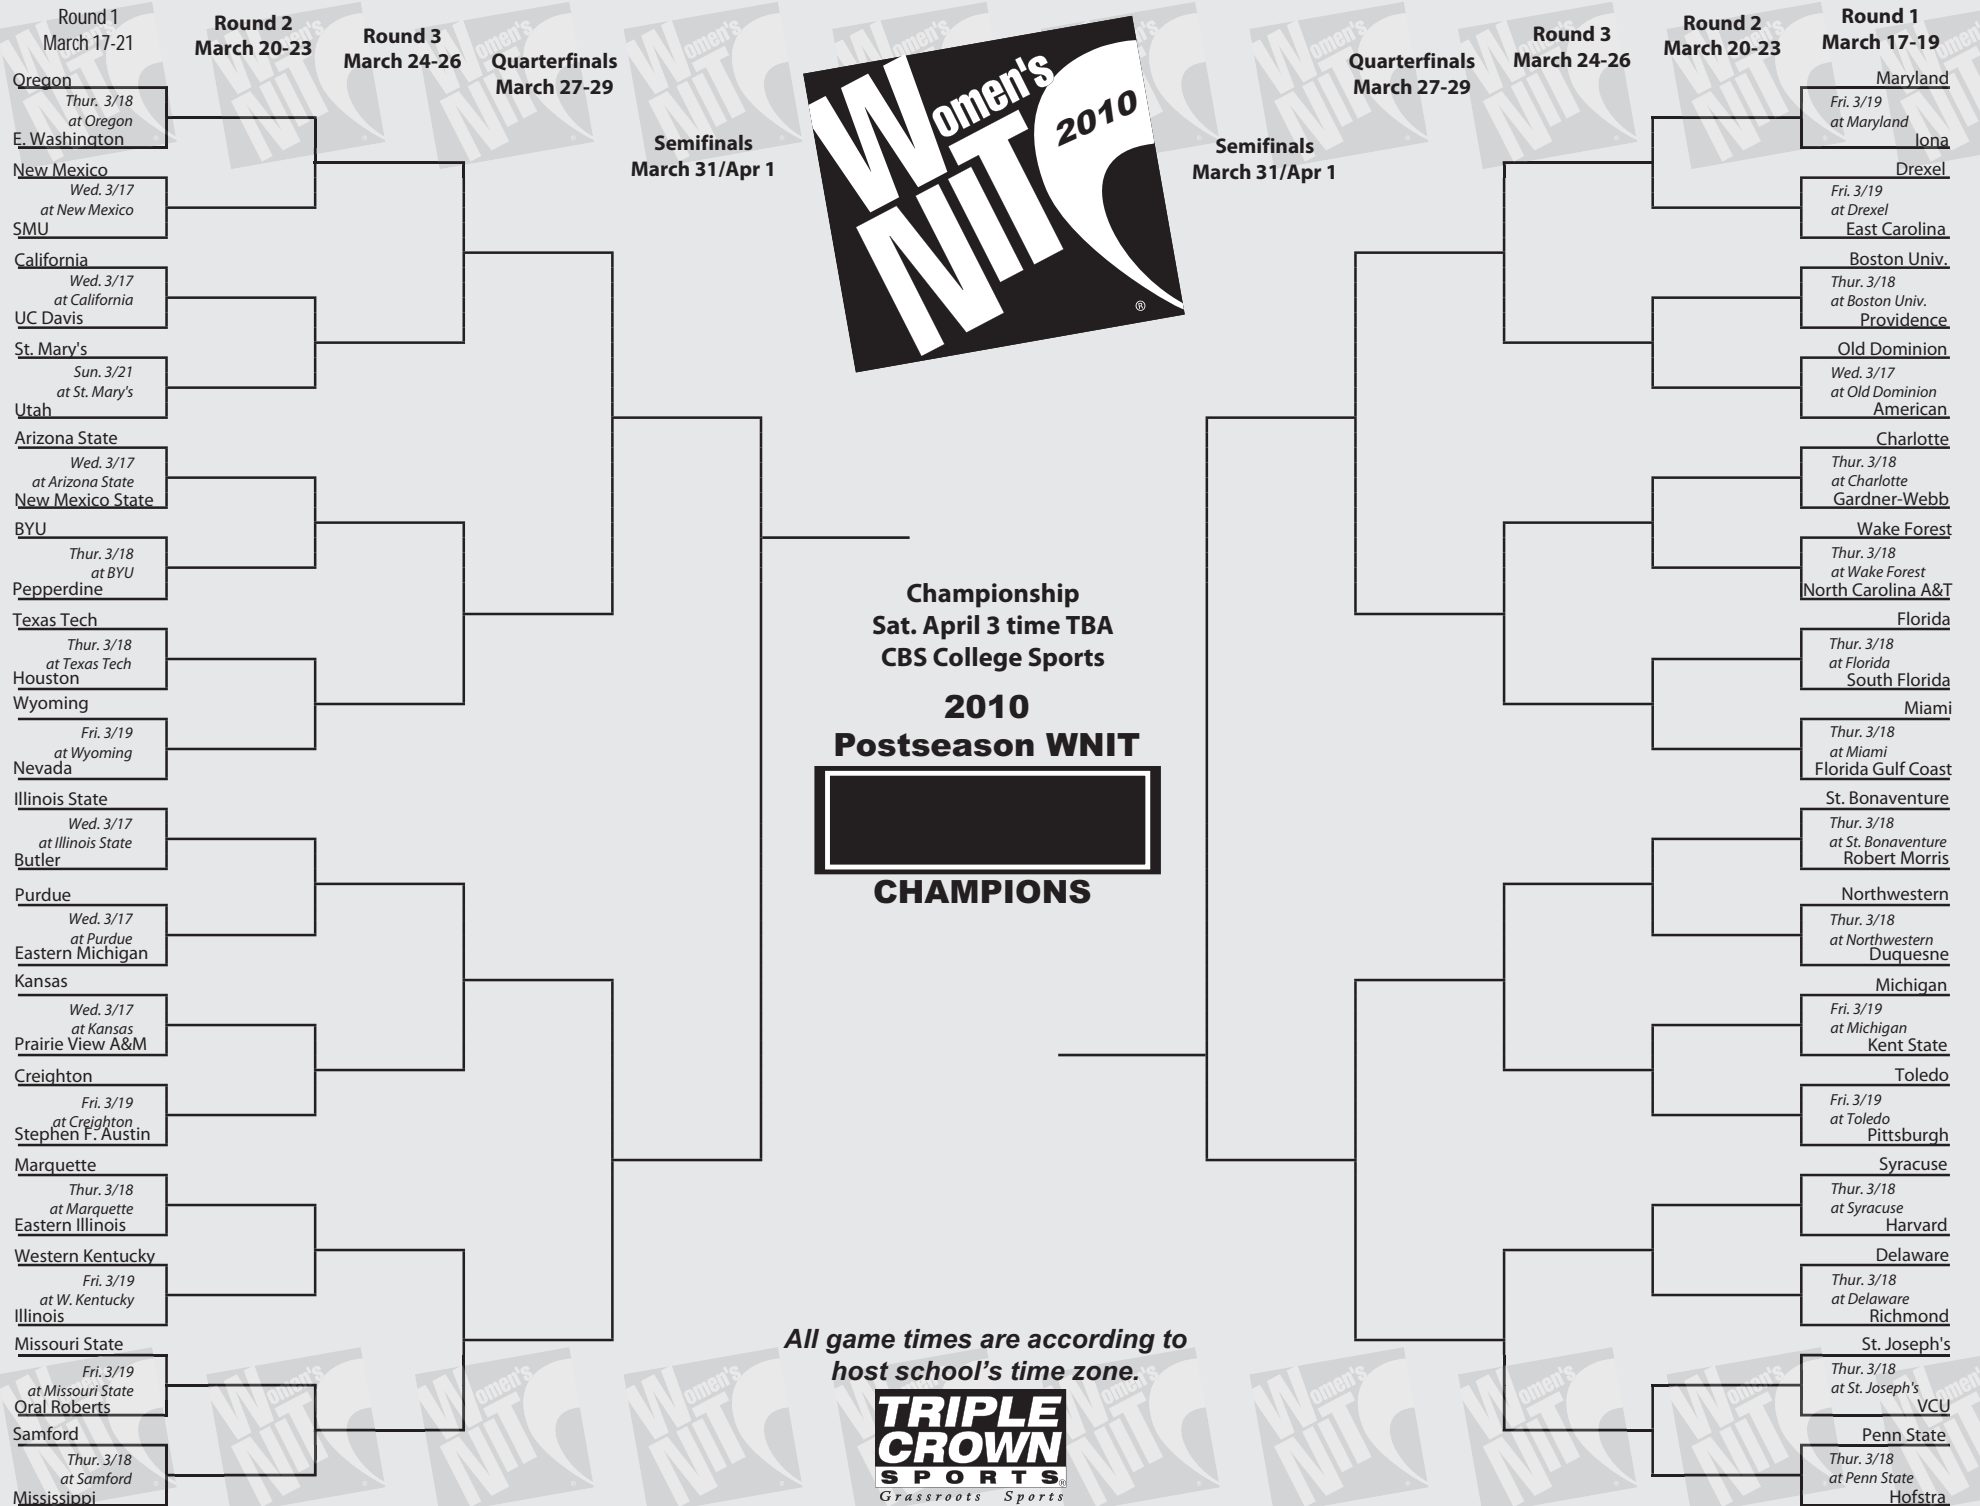 Round 1
March 17-21
Round 2
March 20-23
Round 3
March 24-26
Quarterfinals
March 27-29
Semifinals
March 31/Apr 1
Women's
NIT
2010
®
Semifinals
March 31/Apr 1
Quarterfinals
March 27-29
Round 3
March 24-26
Round 2
March 20-23
Round 1
March 17-19
Oregon
Thur. 3/18
at Oregon
E. Washington
New Mexico
Wed. 3/17
at New Mexico
SMU
California
Wed. 3/17
at California
UC Davis
St. Mary's
Sun. 3/21
at St. Mary's
Utah
Arizona State
Wed. 3/17
at Arizona State
New Mexico State
BYU
Thur. 3/18
at BYU
Pepperdine
Texas Tech
Thur. 3/18
at Texas Tech
Houston
Wyoming
Fri. 3/19
at Wyoming
Nevada
Illinois State
Wed. 3/17
at Illinois State
Butler
Purdue
Wed. 3/17
at Purdue
Eastern Michigan
Kansas
Wed. 3/17
at Kansas
Prairie View A&M
Creighton
Fri. 3/19
at Creighton
Stephen F. Austin
Marquette
Thur. 3/18
at Marquette
Eastern Illinois
Western Kentucky
Fri. 3/19
at W. Kentucky
Illinois
Missouri State
Fri. 3/19
at Missouri State
Oral Roberts
Samford
Thur. 3/18
at Samford
Mississippi
Championship
Sat. April 3 time TBA
CBS College Sports
2010
Postseason WNIT
CHAMPIONS
All game times are according to
host school's time zone.
TRIPLE
CROWN
SPORTS®
Grassroots Sports
Maryland
Fri. 3/19
at Maryland
Iona
Drexel
Fri. 3/19
at Drexel
East Carolina
Boston Univ.
Thur. 3/18
at Boston Univ.
Providence
Old Dominion
Wed. 3/17
at Old Dominion
American
Charlotte
Thur. 3/18
at Charlotte
Gardner-Webb
Wake Forest
Thur. 3/18
at Wake Forest
North Carolina A&T
Florida
Thur. 3/18
at Florida
South Florida
Miami
Thur. 3/18
at Miami
Florida Gulf Coast
St. Bonaventure
Thur. 3/18
at St. Bonaventure
Robert Morris
Northwestern
Thur. 3/18
at Northwestern
Duquesne
Michigan
Fri. 3/19
at Michigan
Kent State
Toledo
Fri. 3/19
at Toledo
Pittsburgh
Syracuse
Thur. 3/18
at Syracuse
Harvard
Delaware
Thur. 3/18
at Delaware
Richmond
St. Joseph's
Thur. 3/18
at St. Joseph's
VCU
Penn State
Thur. 3/18
at Penn State
Hofstra